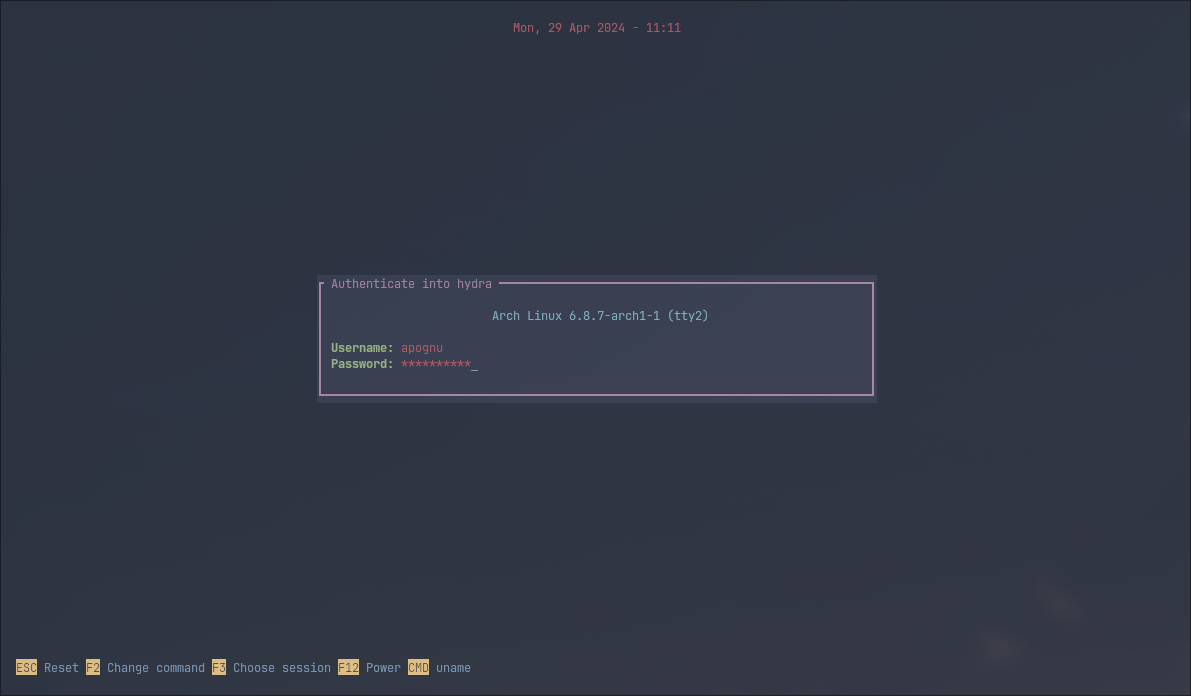 Mon, 29 Apr 2024 - 11:11
Authenticate into hydra
Arch Linux 6.8.7-arch1-1 (tty2)
Username: apognu
Password: **********_
ESC Reset F2 Change command F3 Choose session F12 Power CMD uname